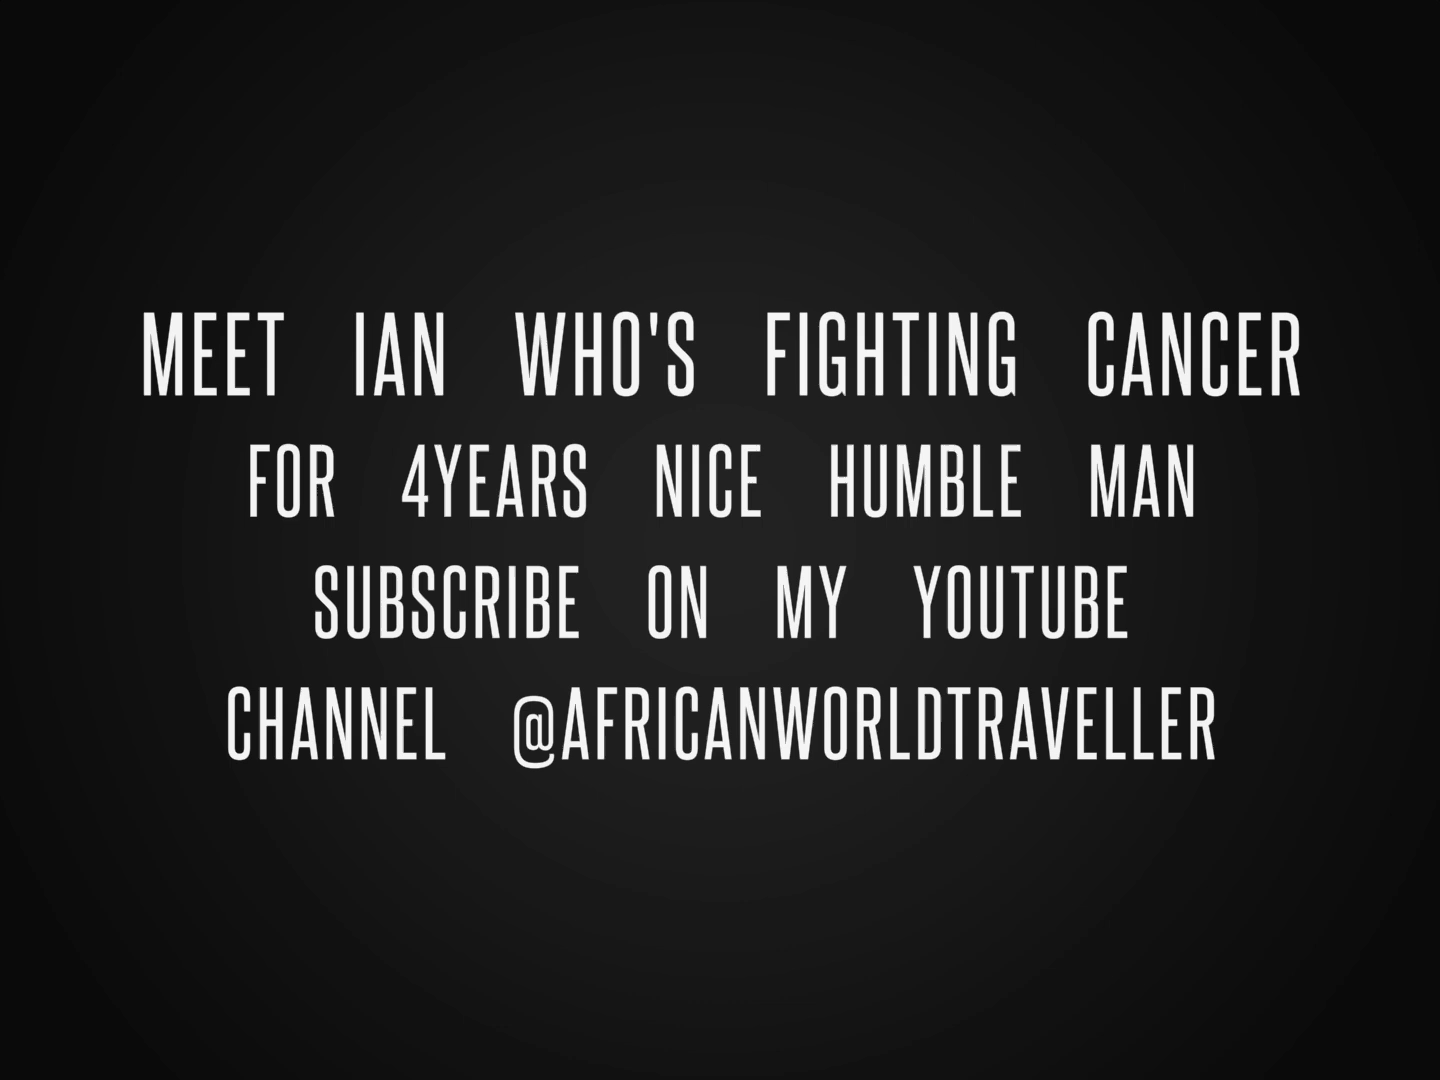 MEET IAN WHO'S FIGHTING CANCER
FOR 4YEARS NICE HUMBLE MAN
SUBSCRIBE ON MY YOUTUBE
CHANNEL @AFRICANWORLDTRAVELLER